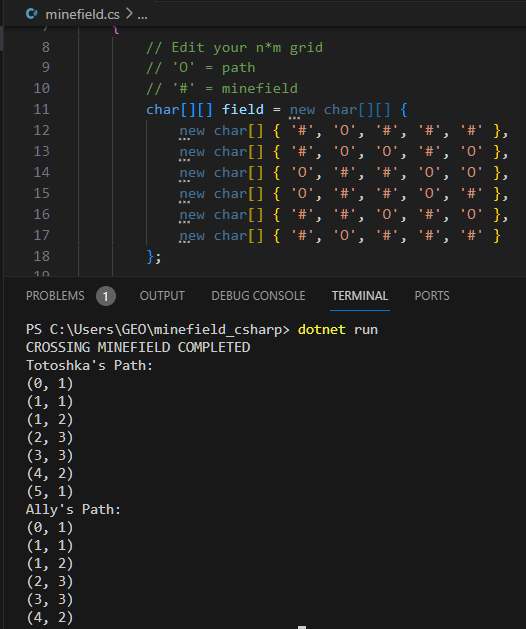 minefield.cs > ...
7 {
8 // Edit your n*m grid
9 // 'O' = path
10 // '#' = minefield
11 char[][] field = new char[][] {
12 new char[] { '#', 'O', '#', '#', '#' },
13 new char[] { '#', 'O', 'O', '#', 'O' },
14 new char[] { 'O', '#', '#', 'O', 'O' },
15 new char[] { 'O', '#', '#', 'O', '#' },
16 new char[] { '#', '#', 'O', '#', 'O' },
17 new char[] { '#', 'O', '#', '#', '#' }
18 };
19
PROBLEMS 1 OUTPUT DEBUG CONSOLE TERMINAL PORTS
PS C:\Users\GEO\minefield_csharp> dotnet run
CROSSING MINEFIELD COMPLETED
Totoshka's Path:
(0, 1)
(1, 1)
(1, 2)
(2, 3)
(3, 3)
(4, 2)
(5, 1)
Ally's Path:
(0, 1)
(1, 1)
(1, 2)
(2, 3)
(3, 3)
(4, 2)